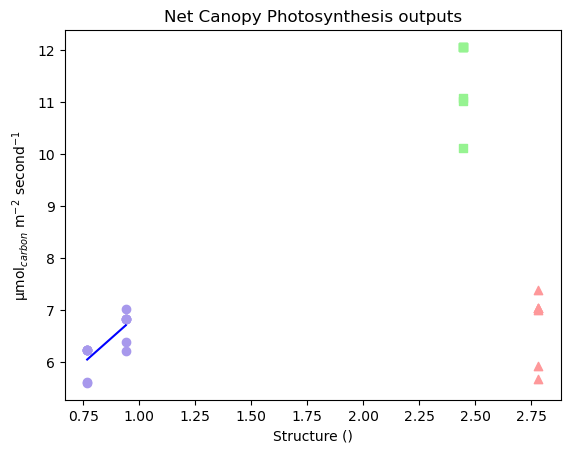 Net Canopy Photosynthesis outputs
12
11
10
9
8
7
6
µmol$_{carbon}$ m$^{-2}$ second$^{-1}$
0.75 1.00 1.25 1.50 1.75 2.00 2.25 2.50 2.75
Structure ()